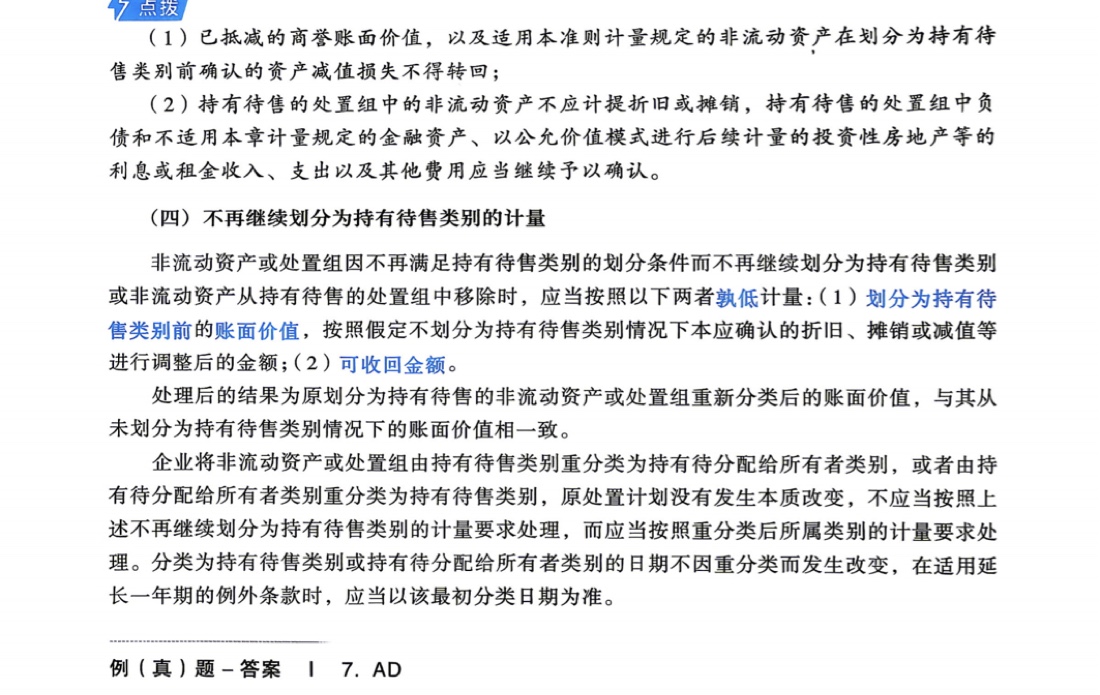 点拨
（1）已抵减的商誉账面价值，以及适用本准则计量规定的非流动资产在划分为持有待
售类别前确认的资产减值损失不得转回；
（2）持有待售的处置组中的非流动资产不应计提折旧或摊销，持有待售的处置组中负
债和不适用本章计量规定的金融资产、以公允价值模式进行后续计量的投资性房地产等的
利息或租金收入、支出以及其他费用应当继续予以确认。
（四）不再继续划分为持有待售类别的计量
非流动资产或处置组因不再满足持有待售类别的划分条件而不再继续划分为持有待售类别
或非流动资产从持有待售的处置组中移除时，应当按照以下两者孰低计量：（1）划分为持有待
售类别前的账面价值，按照假定不划分为持有待售类别情况下本应确认的折旧、摊销或减值等
进行调整后的金额；（2）可收回金额。
处理后的结果为原划分为持有待售的非流动资产或处置组重新分类后的账面价值，与其从
未划分为持有待售类别情况下的账面价值相一致。
企业将非流动资产或处置组由持有待售类别重分类为持有待分配给所有者类别，或者由持
有待分配给所有者类别重分类为持有待售类别，原处置计划没有发生本质改变，不应当按照上
述不再继续划分为持有待售类别的计量要求处理，而应当按照重分类后所属类别的计量要求处
理。分类为持有待售类别或持有待分配给所有者类别的日期不因重分类而发生改变，在适用延
长一年期的例外条款时，应当以该最初分类日期为准。
例（真）题－答案 | 7. AD